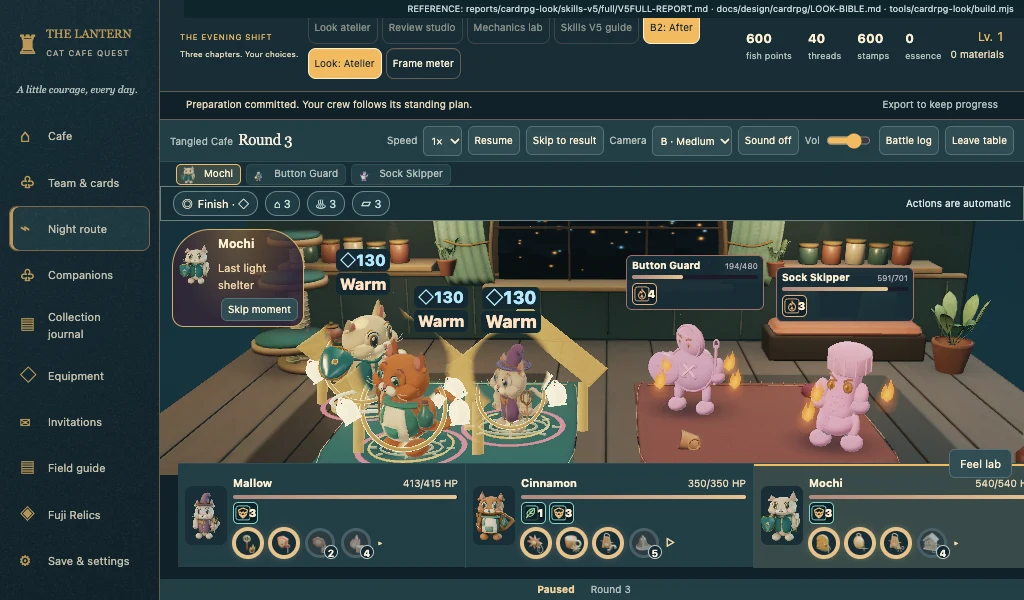 REFERENCE: reports/cardrpg-look/skills-v5/full/V5FULL-REPORT.md · docs/design/cardrpg/LOOK-BIBLE.md · tools/cardrpg-look/build.mjs
THE LANTERN
CAT CAFE QUEST
A little courage, every day.
Cafe
Team & cards
Night route
Companions
Collection
journal
Equipment
Invitations
Field guide
Fuji Relics
Save & settings
THE EVENING SHIFT
Three chapters. Your choices.
Look atelier
Review studio
Mechanics lab
Skills V5 guide
B2: After
Look: Atelier
Frame meter
600
fish points
40
threads
600
stamps
0
essence
Lv. 1
0 materials
Preparation committed. Your crew follows its standing plan.
Export to keep progress
Tangled Cafe Round 3
Speed
1x
Resume
Skip to result
Camera
B · Medium
Sound off
Vol
Battle log
Leave table
Mochi
Button Guard
Sock Skipper
Finish ·
3
3
3
Actions are automatic
Mochi
Last light
shelter
Skip moment
130
Warm
130
Warm
130
Warm
Button Guard 194/480
4
Sock Skipper 591/701
3
Feel lab
Mallow 413/415 HP
3
2
4
Cinnamon 350/350 HP
1
3
5
Mochi 540/540 H
3
4
Paused Round 3